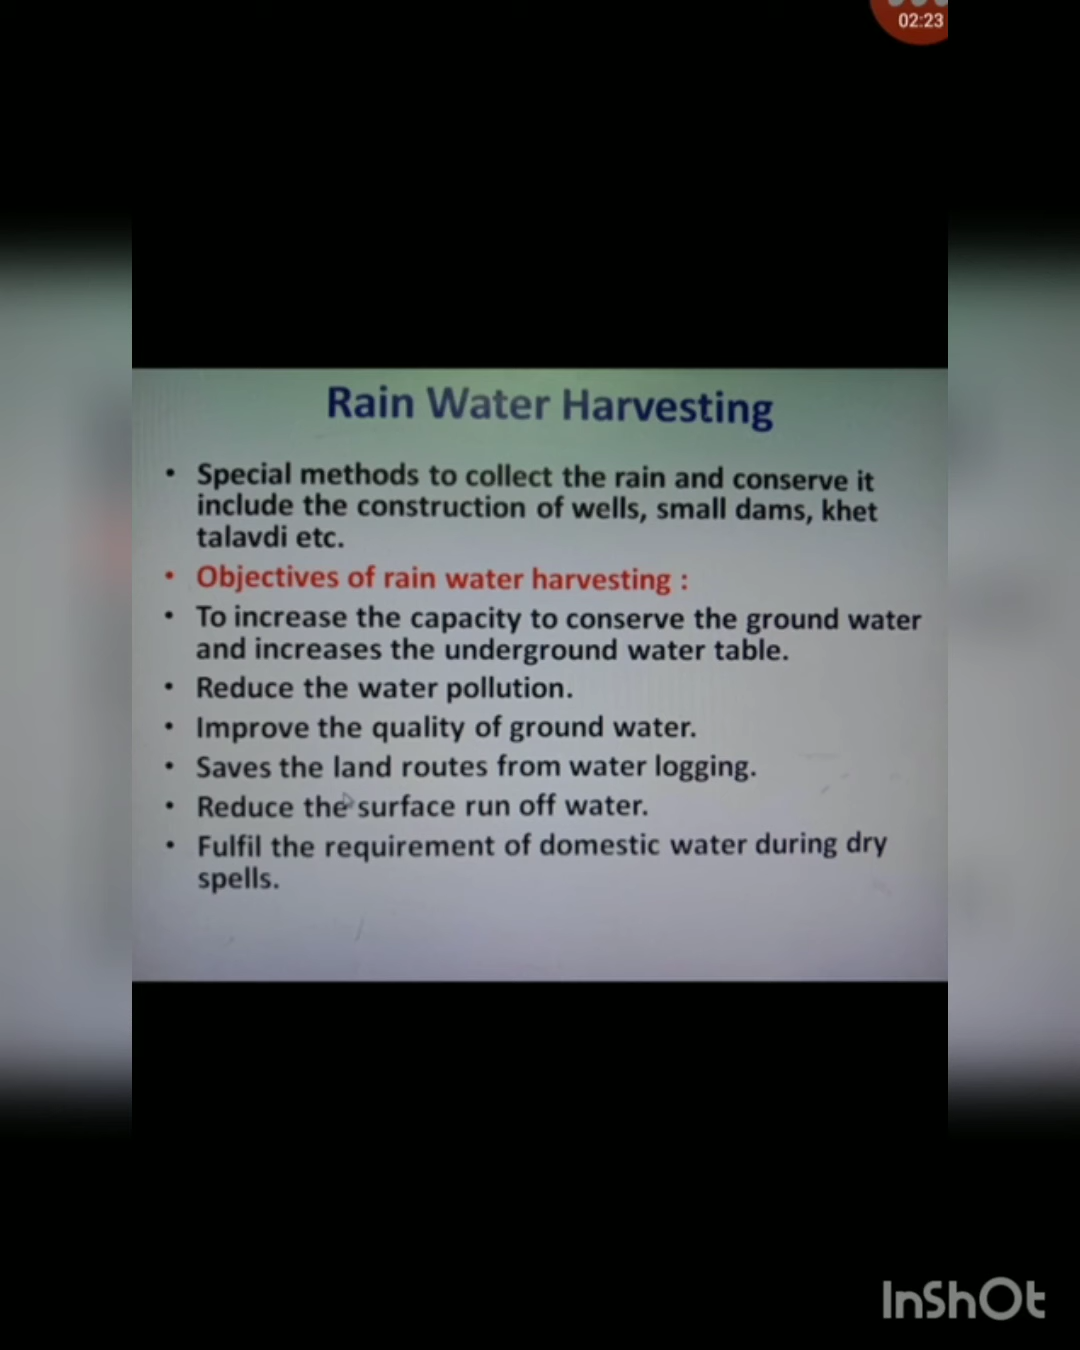 02:23
Rain Water Harvesting
• Special methods to collect the rain and conserve it
include the construction of wells, small dams, khet
talavdi etc.
• Objectives of rain water harvesting :
• To increase the capacity to conserve the ground water
and increases the underground water table.
• Reduce the water pollution.
• Improve the quality of ground water.
• Saves the land routes from water logging.
• Reduce the surface run off water.
• Fulfil the requirement of domestic water during dry
spells.
InShOt